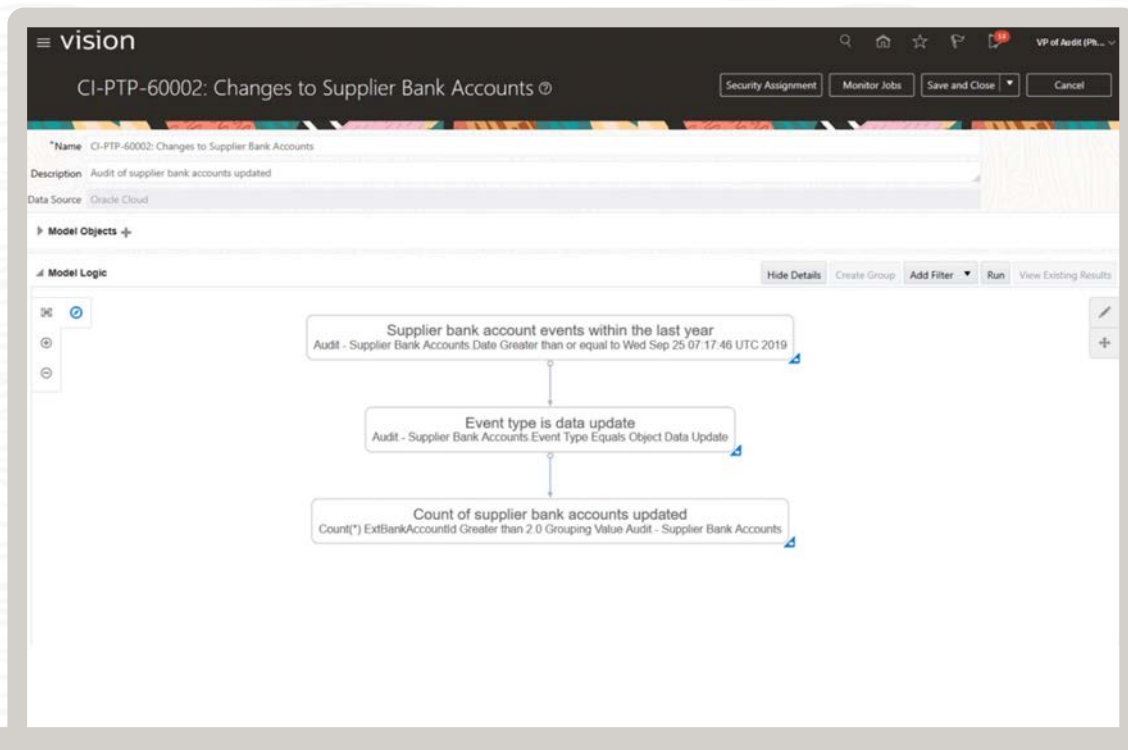 vision
VP of Audit (Ph...
CI-PTP-60002: Changes to Supplier Bank Accounts
Security Assignment Monitor Jobs Save and Close Cancel
*Name CI-PTP-60002: Changes to Supplier Bank Accounts
Description Audit of supplier bank accounts updated
Data Source Oracle Cloud
Model Objects
Model Logic
Hide Details Create Group Add Filter Run View Existing Results
Supplier bank account events within the last year
Audit - Supplier Bank Accounts.Date Greater than or equal to Wed Sep 25 07:17:46 UTC 2019
Event type is data update
Audit - Supplier Bank Accounts.Event Type Equals Object Data Update
Count of supplier bank accounts updated
Count(*) ExtBankAccountId Greater than 2.0 Grouping Value Audit - Supplier Bank Accounts